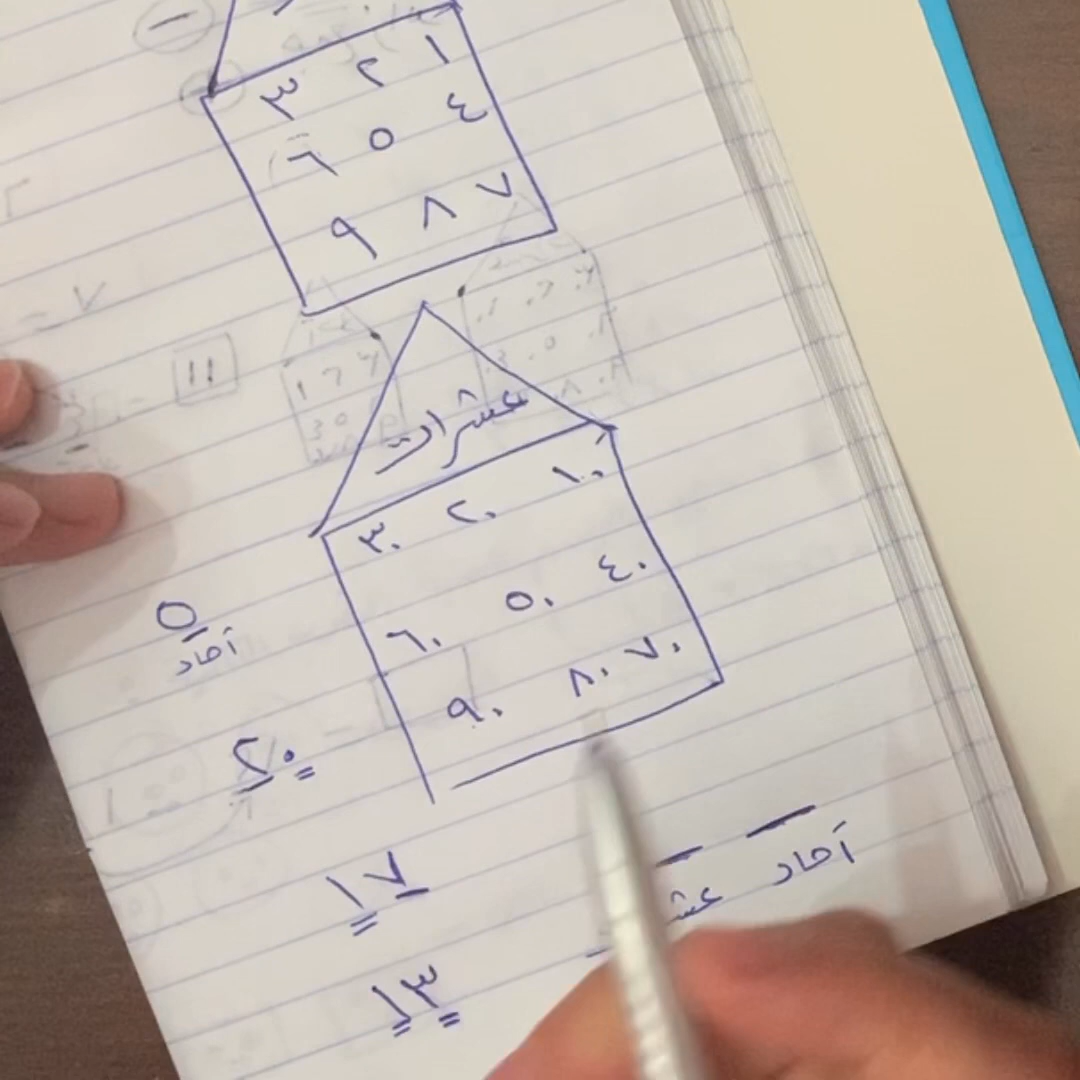 ١ ٢ ٣
٤ ٥ ٦
٧ ٨ ٩
عشرات
١٠ ٢٠ ٣٠
٤٠ ٥٠ ٦٠
٧٠ ٨٠ ٩٠
٥
آحاد
٢٠
١٧
١٣
آحاد